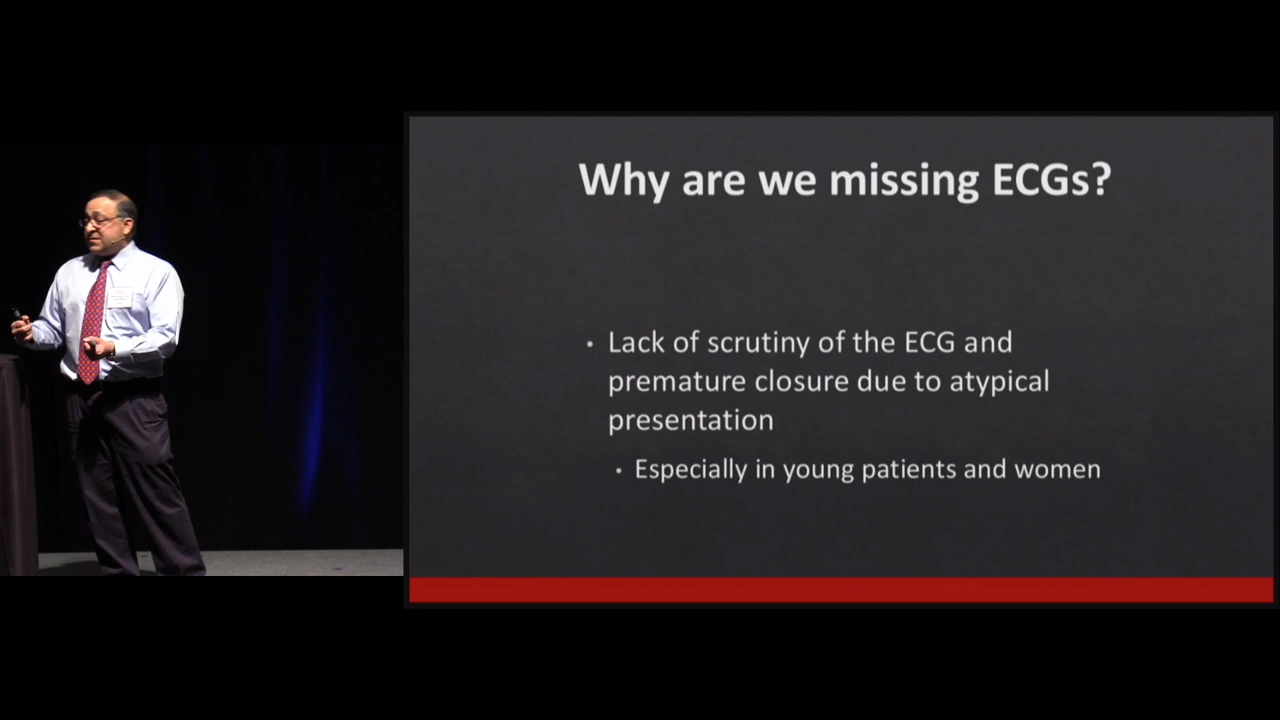 Why are we missing ECGs?
• Lack of scrutiny of the ECG and
premature closure due to atypical
presentation
• Especially in young patients and women